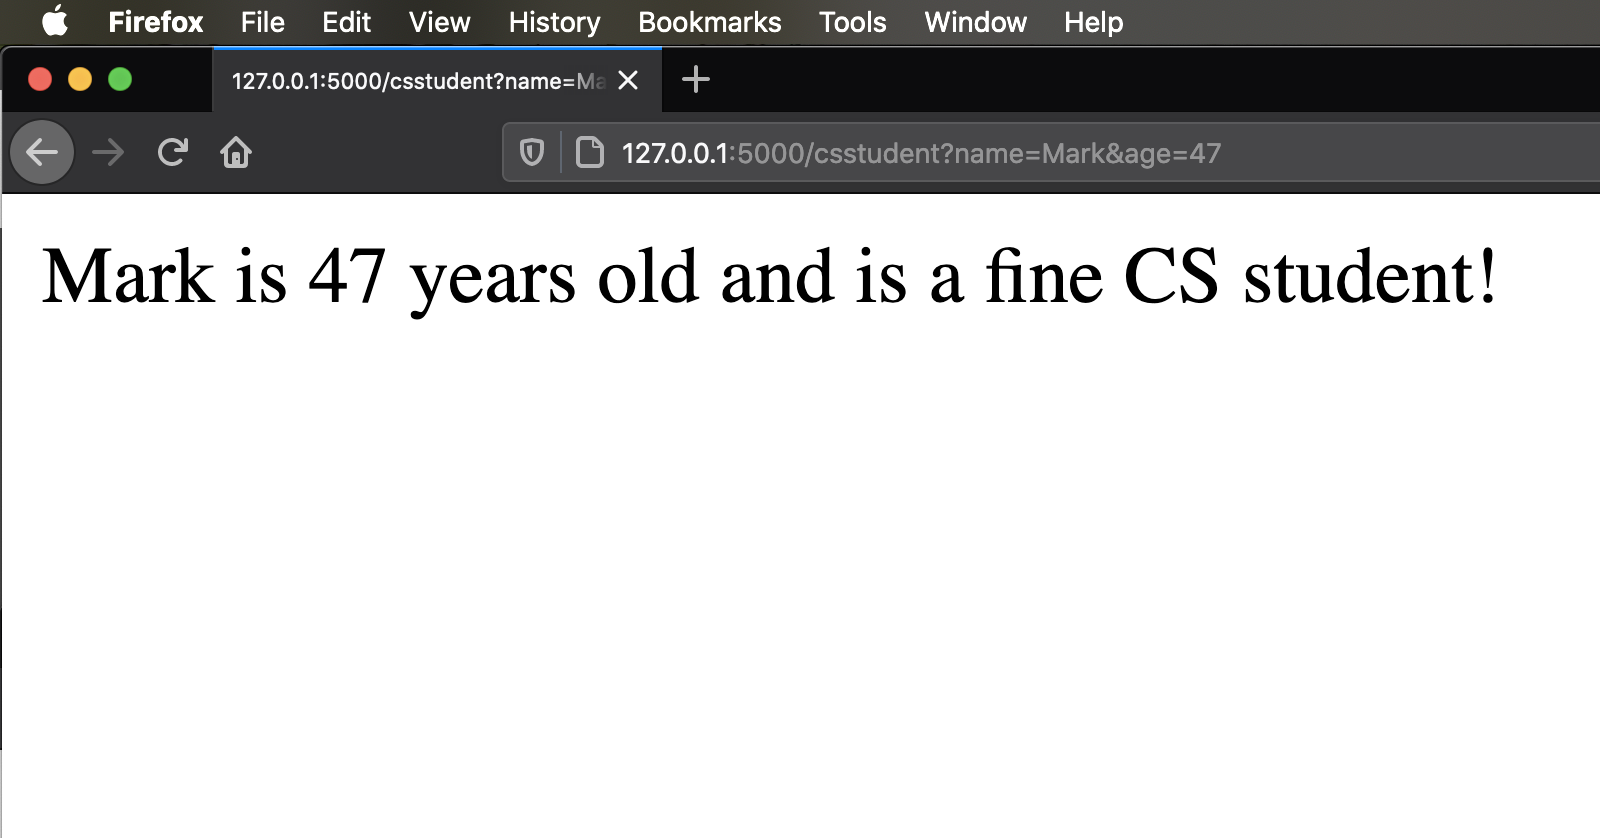 Firefox File Edit View History Bookmarks Tools Window Help
127.0.0.1:5000/csstudent?name=Ma
127.0.0.1:5000/csstudent?name=Mark&age=47
Mark is 47 years old and is a fine CS student!